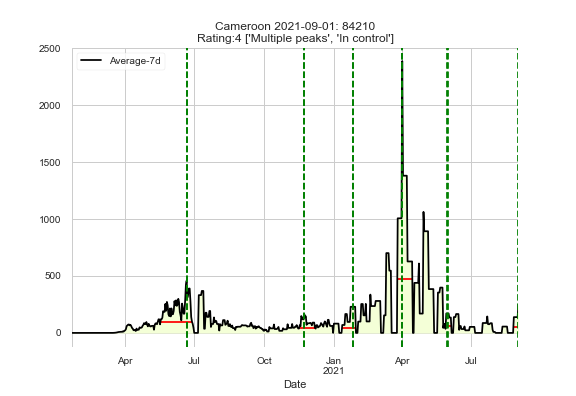 Cameroon 2021-09-01: 84210
Rating:4 ['Multiple peaks', 'In control']
2500
Average-7d
2000
1500
1000
500
0
Apr Jul Oct Jan Apr Jul
2021
Date